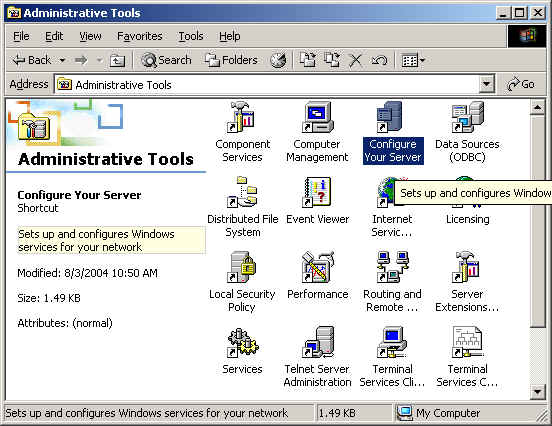 Administrative Tools
File Edit View Favorites Tools Help
Back Search Folders
Address Administrative Tools Go
Administrative Tools
Configure Your Server
Shortcut
Sets up and configures Windows
services for your network
Modified: 8/3/2004 10:50 AM
Size: 1.49 KB
Attributes: (normal)
Component
Services
Computer
Management
Configure
Your Server
Data Sources
(ODBC)
Distributed File
System
Event Viewer
Internet
Servic...
Sets up and configures Window
Licensing
Local Security
Policy
Performance
Routing and
Remote ...
Server
Extensions...
Services
Telnet Server
Administration
Terminal
Services Cli...
Terminal
Services C...
Sets up and configures Windows services for your network 1.49 KB My Computer